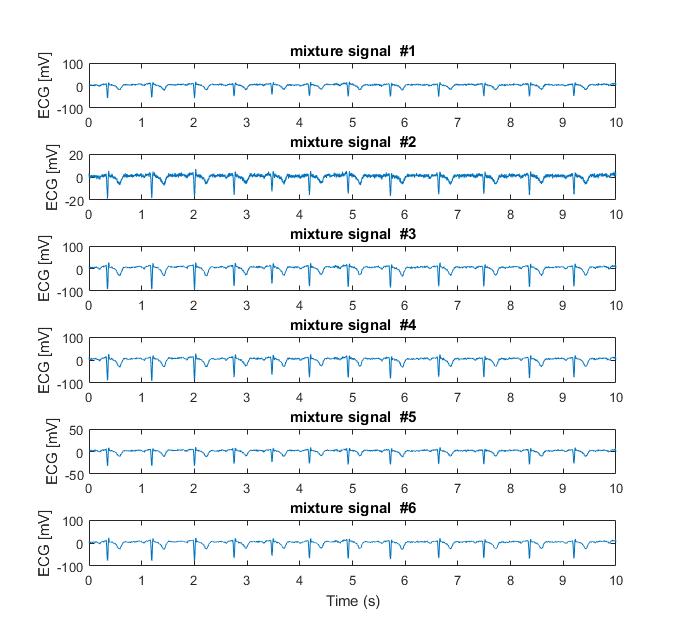 mixture signal #1
ECG [mV]
100
0
-100
0 1 2 3 4 5 6 7 8 9 10
mixture signal #2
ECG [mV]
20
0
-20
0 1 2 3 4 5 6 7 8 9 10
mixture signal #3
ECG [mV]
100
0
-100
0 1 2 3 4 5 6 7 8 9 10
mixture signal #4
ECG [mV]
100
0
-100
0 1 2 3 4 5 6 7 8 9 10
mixture signal #5
ECG [mV]
50
0
-50
0 1 2 3 4 5 6 7 8 9 10
mixture signal #6
ECG [mV]
100
0
-100
0 1 2 3 4 5 6 7 8 9 10
Time (s)